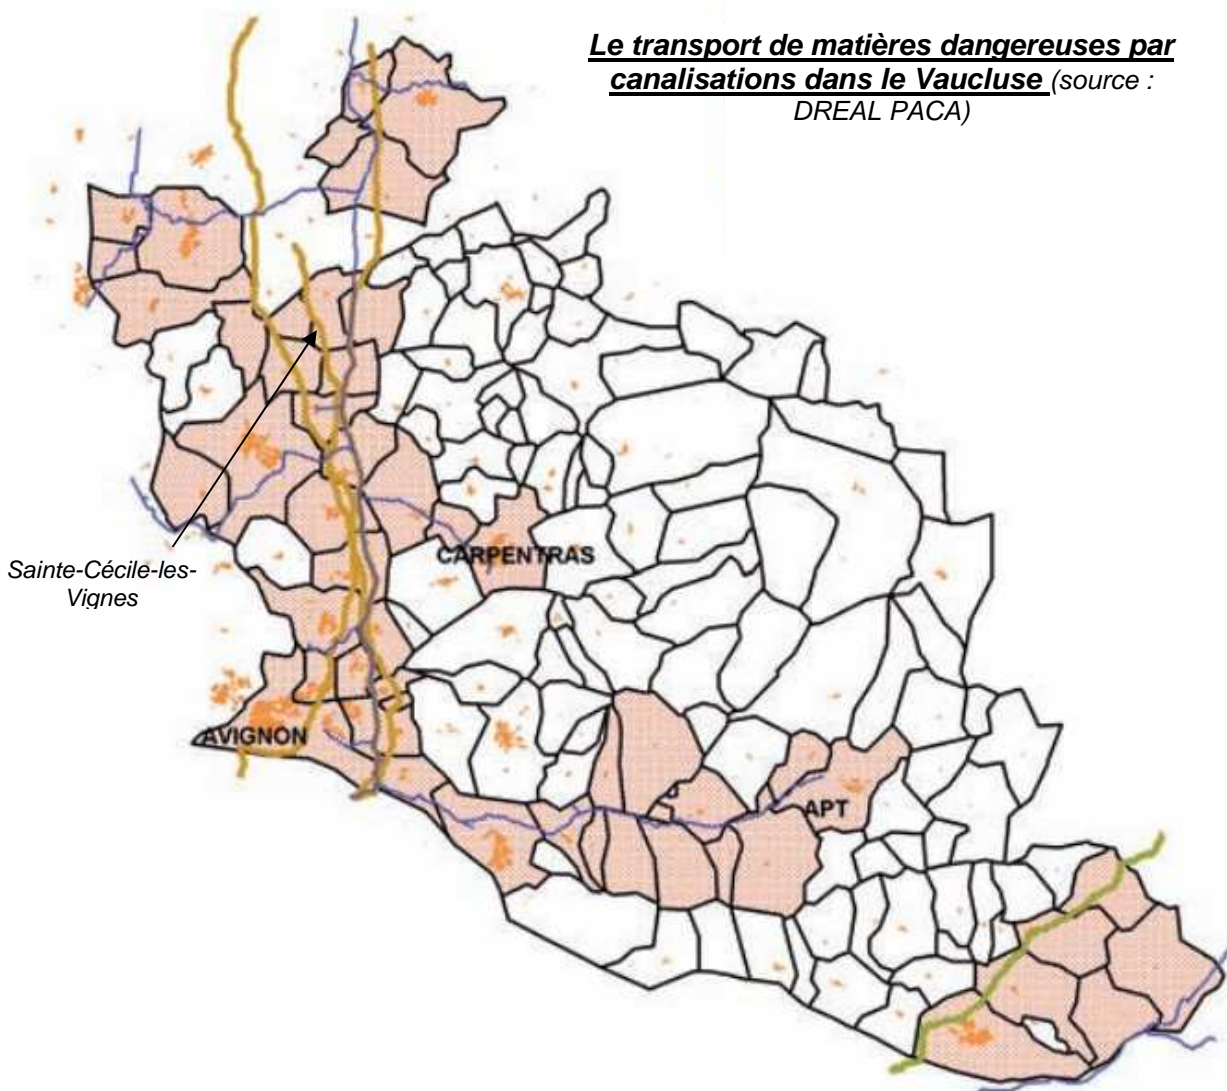 Le transport de matières dangereuses par
canalisations dans le Vaucluse (source :
DREAL PACA)
CARPENTRAS
Sainte-Cécile-les-
Vignes
AVIGNON
APT